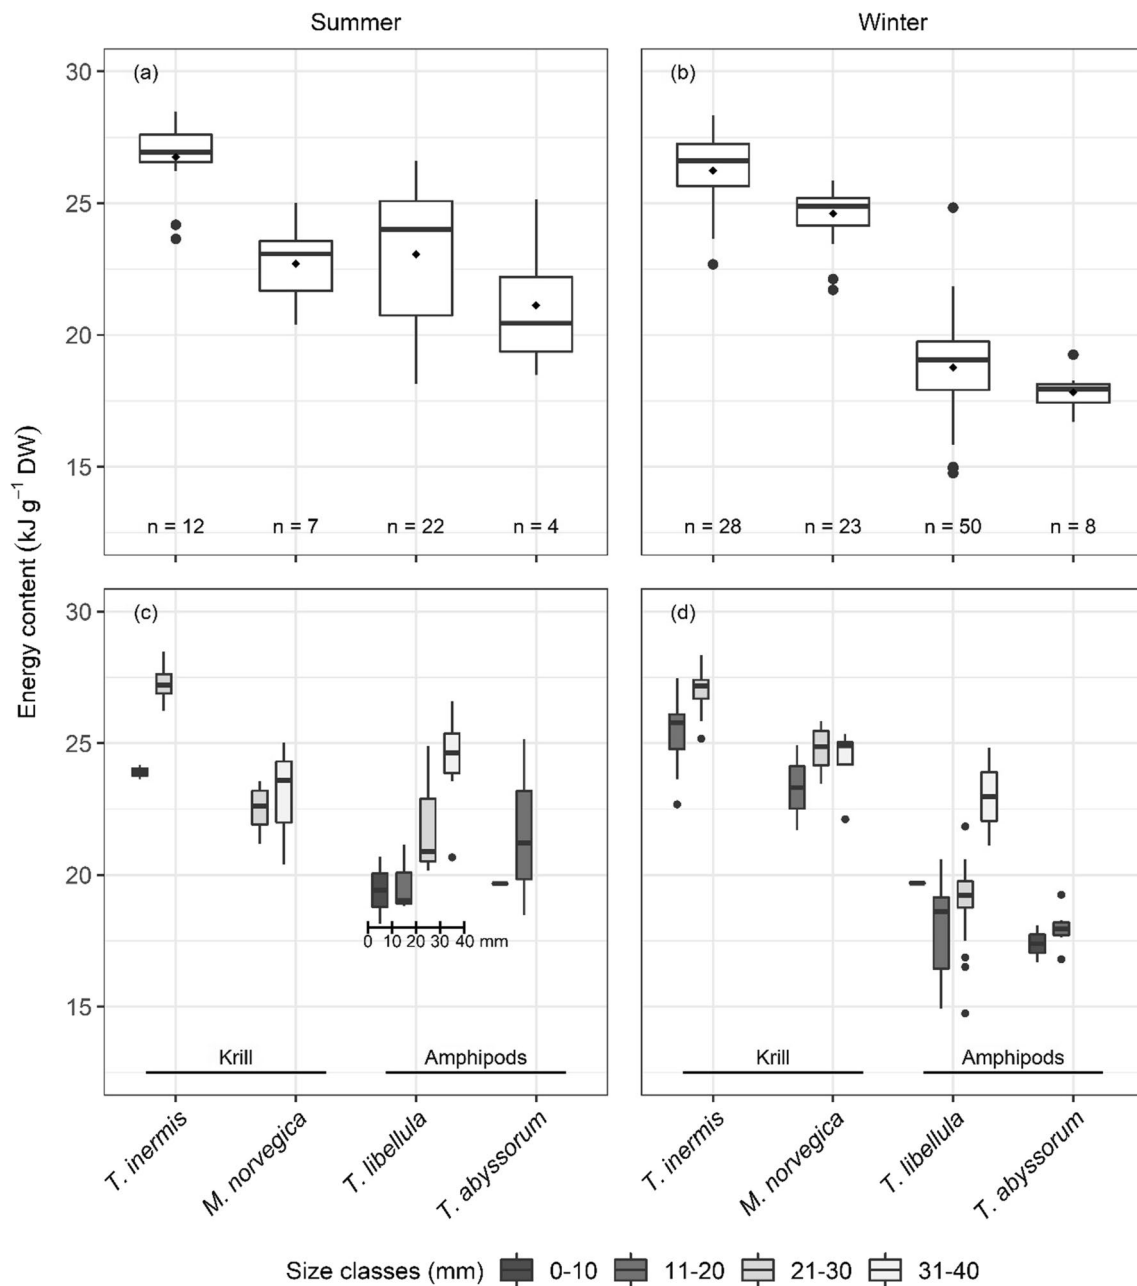 Summer Winter
(a) (b)
30
25
20
15
n = 12 n = 7 n = 22 n = 4 n = 28 n = 23 n = 50 n = 8
Energy content (kJ g⁻¹ DW)
(c) (d)
30
25
20
15
0 10 20 30 40 mm
Krill Amphipods Krill Amphipods
T. inermis M. norvegica T. libellula T. abyssorum T. inermis M. norvegica T. libellula T. abyssorum
Size classes (mm) 0-10 11-20 21-30 31-40